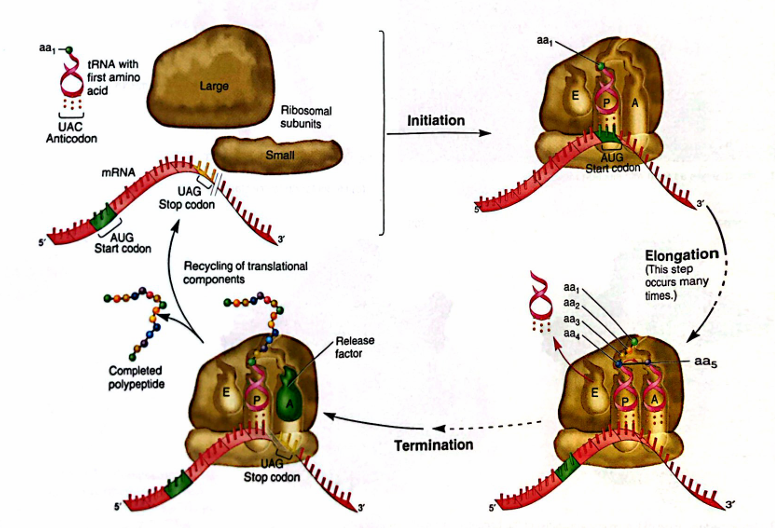 aa1
tRNA with
first amino
acid
UAC
Anticodon
Large
Ribosomal
subunits
Small
mRNA
UAG
Stop codon
AUG
Start codon
5′
3′
Initiation
aa1
E
P
A
AUG
Start codon
5′
3′
Elongation
(This step
occurs many
times.)
aa1
aa2
aa3
aa4
aa5
E
P
A
5′
3′
Termination
Recycling of translational
components
Completed
polypeptide
Release
factor
E
P
A
UAG
Stop codon
5′
3′